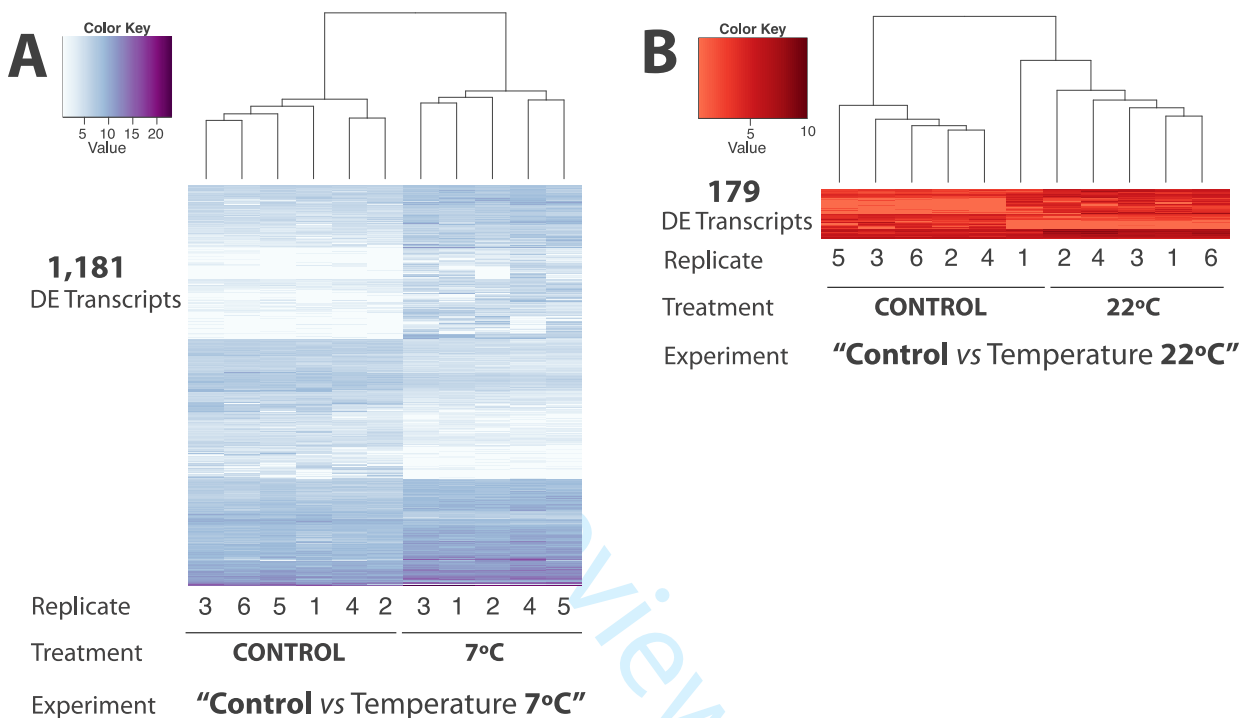 A
Color Key
5 10 15 20
Value
1,181
DE Transcripts
Replicate 3 6 5 1 4 2 3 1 2 4 5
Treatment CONTROL 7ºC
Experiment “Control vs Temperature 7ºC”
B
Color Key
5 10
Value
179
DE Transcripts
Replicate 5 3 6 2 4 1 2 4 3 1 6
Treatment CONTROL 22ºC
Experiment “Control vs Temperature 22ºC”
eview